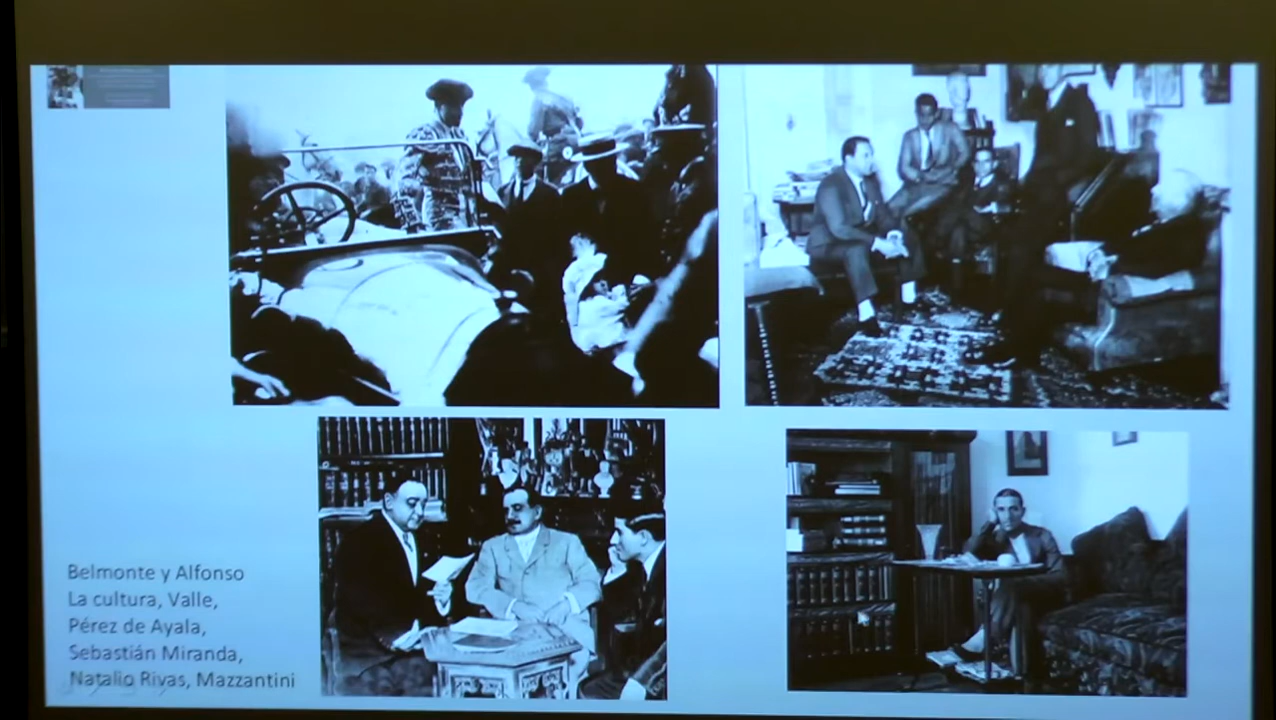 Belmonte y Alfonso
La cultura, Valle,
Pérez de Ayala,
Sebastián Miranda,
Natalio Rivas, Mazzantini